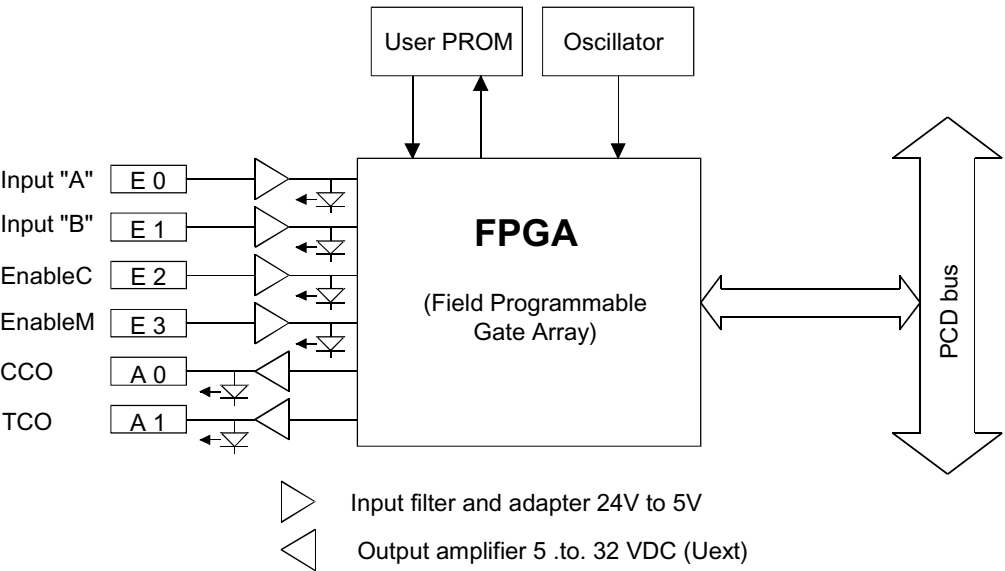 User PROM
Oscillator
Input "A" E 0
Input "B" E 1
EnableC E 2
EnableM E 3
CCO A 0
TCO A 1
FPGA
(Field Programmable
Gate Array)
PCD bus
Input filter and adapter 24V to 5V
Output amplifier 5 .to. 32 VDC (Uext)